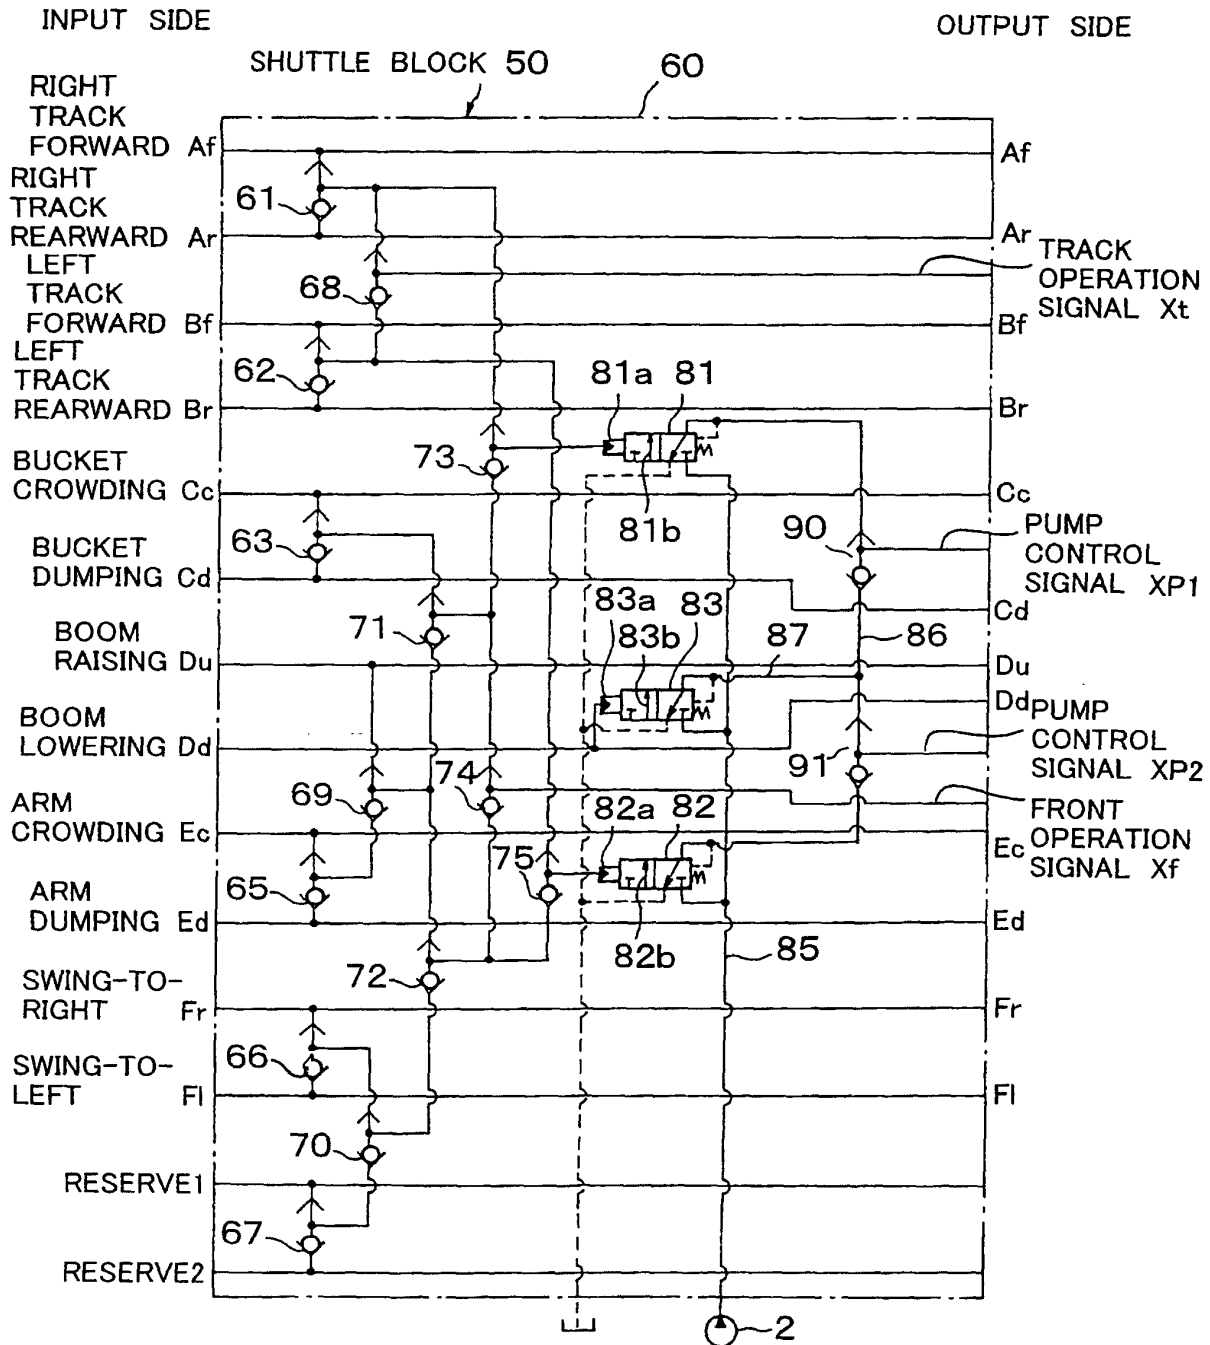 INPUT SIDE
OUTPUT SIDE
SHUTTLE BLOCK 50
60
RIGHT
TRACK
FORWARD Af
Af
RIGHT
TRACK
REARWARD Ar
61
Ar
LEFT
TRACK
FORWARD Bf
68
TRACK
OPERATION
SIGNAL Xt
Bf
LEFT
TRACK
REARWARD Br
62
81a 81
Br
BUCKET
CROWDING Cc
73
81b
Cc
BUCKET
DUMPING Cd
63
90
PUMP
CONTROL
SIGNAL XP1
Cd
BOOM
RAISING Du
71
83a 83
83b
87
86
Du
BOOM
LOWERING Dd
Dd
PUMP
CONTROL
SIGNAL XP2
91
ARM
CROWDING Ec
69
74
82a 82
FRONT
OPERATION
SIGNAL Xf
Ec
ARM
DUMPING Ed
65
75
82b
85
Ed
SWING-TO-
RIGHT Fr
72
Fr
SWING-TO-
LEFT Fl
66
Fl
70
RESERVE1
67
RESERVE2
2